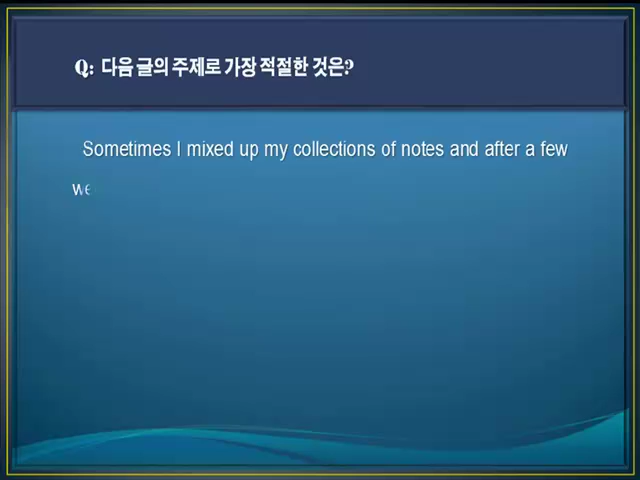 Q: 다음 글의 주제로 가장 적절한 것은?
Sometimes I mixed up my collections of notes and after a few
we